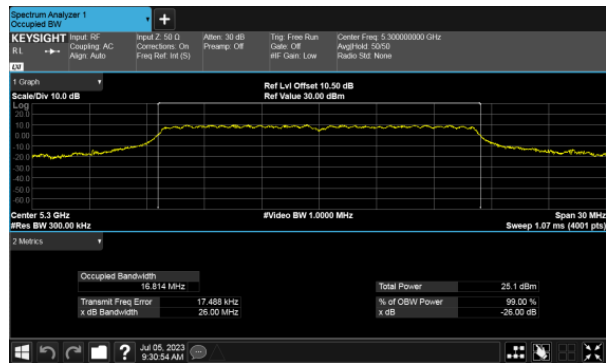 Spectrum Analyzer 1
Occupied BW
KEYSIGHT Input: RF Input Z: 50 Ω Atten: 30 dB Trig: Free Run Center Freq: 5.300000000 GHz
RL Coupling: AC Corrections: On Preamp: Off Gate: Off Avg|Hold: 50/50
Align: Auto Freq Ref: Int (S) #IF Gain: Low Radio Std: None
LXI
1 Graph Ref Lvl Offset 10.50 dB
Scale/Div 10.0 dB Ref Value 30.00 dBm
Log
20.0
10.0
0.00
-10.0
-20.0
-30.0
-40.0
-50.0
-60.0
Center 5.3 GHz #Video BW 1.0000 MHz Span 30 MHz
#Res BW 300.00 kHz Sweep 1.07 ms (4001 pts)
2 Metrics
Occupied Bandwidth
16.814 MHz Total Power 25.1 dBm
Transmit Freq Error 17.488 kHz % of OBW Power 99.00 %
x dB Bandwidth 26.00 MHz x dB -26.00 dB
? Jul 05, 2023
9:30:54 AM